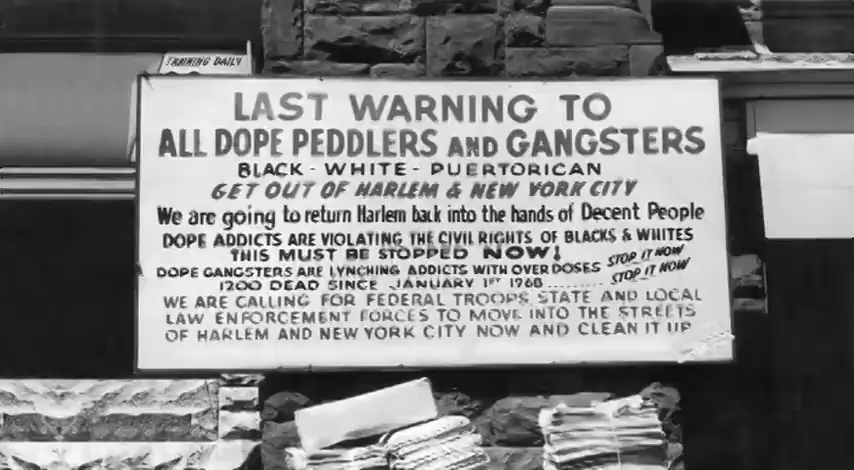 TRAINING DAILY
LAST WARNING TO
ALL DOPE PEDDLERS AND GANGSTERS
BLACK - WHITE - PUERTORICAN
GET OUT OF HARLEM & NEW YORK CITY
We are going to return Harlem back into the hands of Decent People
DOPE ADDICTS ARE VIOLATING THE CIVIL RIGHTS OF BLACKS & WHITES
THIS MUST BE STOPPED NOW!
STOP IT NOW
DOPE GANGSTERS ARE LYNCHING ADDICTS WITH OVERDOSES
STOP IT NOW
1200 DEAD SINCE JANUARY 1ST 1968.........
WE ARE CALLING FOR FEDERAL TROOPS, STATE AND LOCAL
LAW ENFORCEMENT FORCES TO MOVE INTO THE STREETS
OF HARLEM AND NEW YORK CITY NOW AND CLEAN IT UP